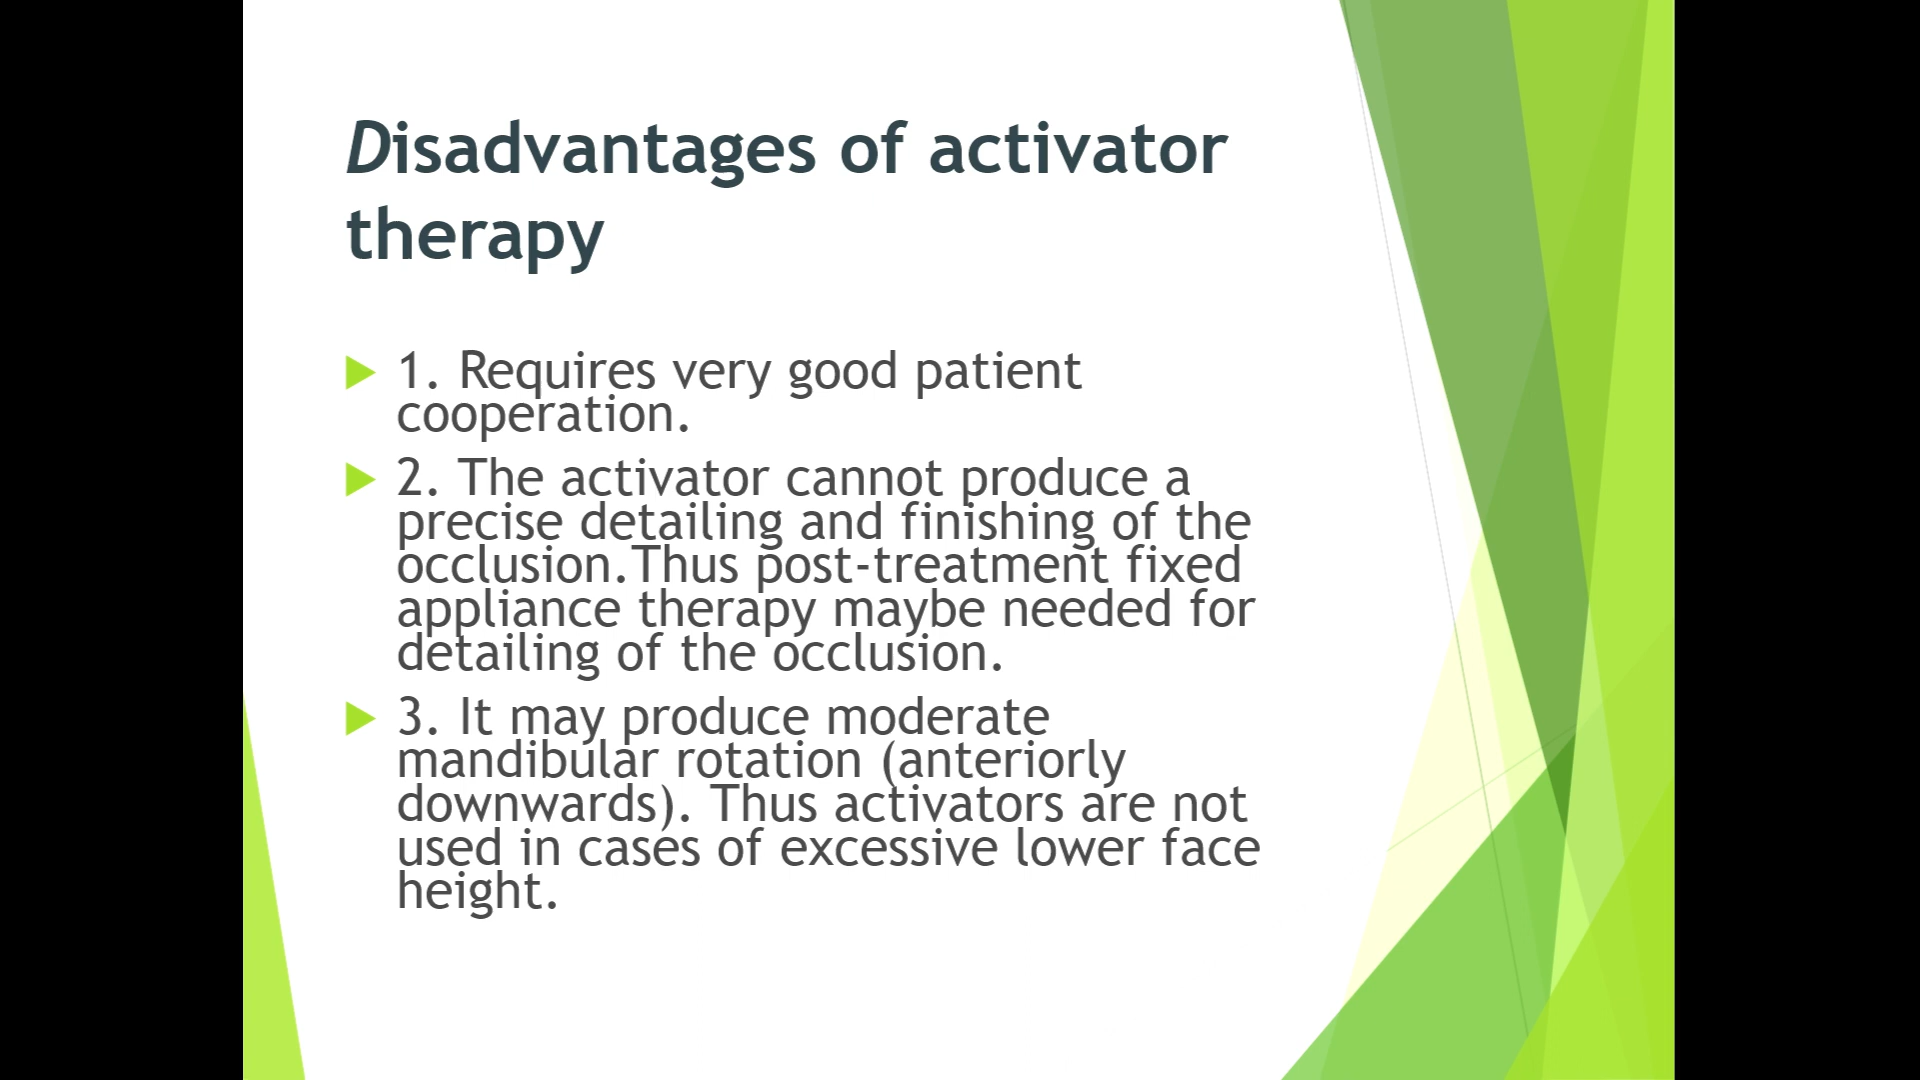 Disadvantages of activator
therapy
1. Requires very good patient
cooperation.
2. The activator cannot produce a
precise detailing and finishing of the
occlusion.Thus post-treatment fixed
appliance therapy maybe needed for
detailing of the occlusion.
3. It may produce moderate
mandibular rotation (anteriorly
downwards). Thus activators are not
used in cases of excessive lower face
height.